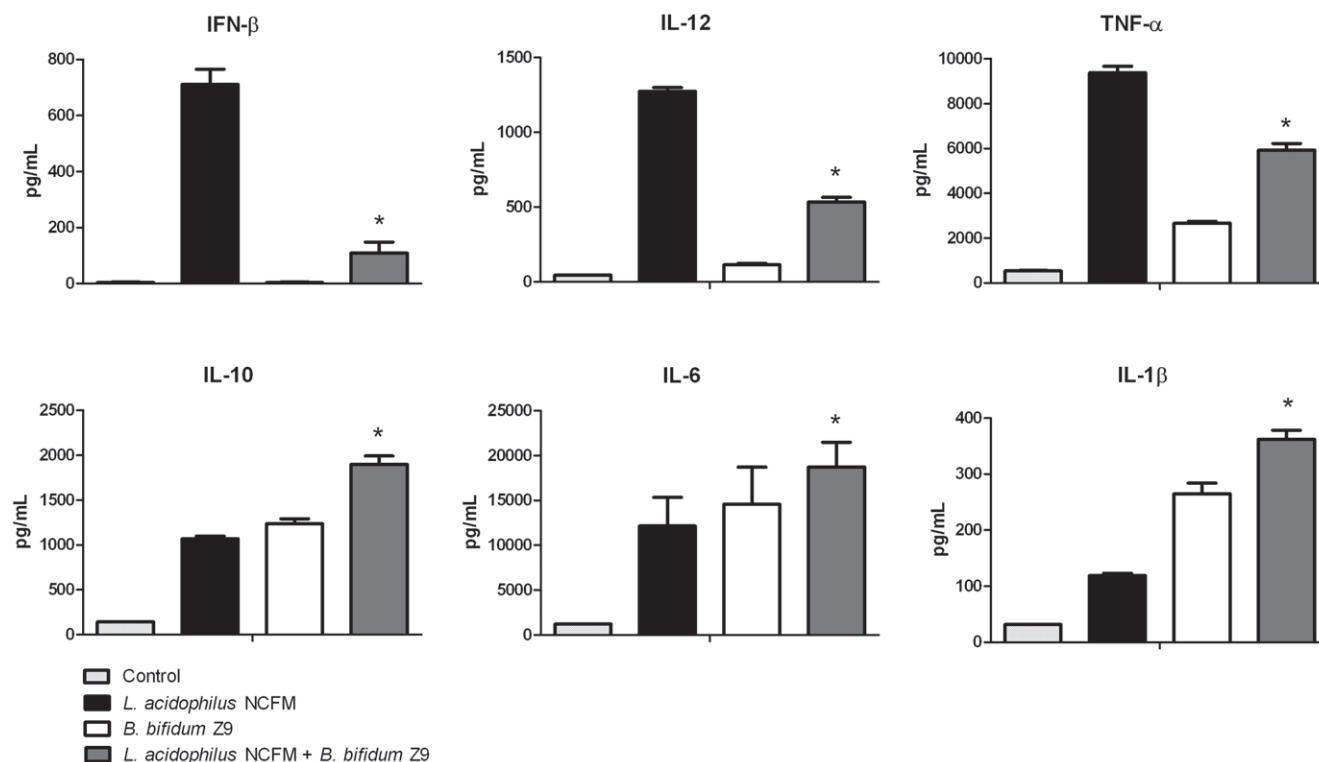 IFN-β
800
600
400
200
0
pg/mL
*
IL-12
1500
1000
500
0
pg/mL
*
TNF-α
10000
8000
6000
4000
2000
0
pg/mL
*
IL-10
2500
2000
1500
1000
500
0
pg/mL
*
IL-6
25000
20000
15000
10000
5000
0
pg/mL
*
IL-1β
400
300
200
100
0
pg/mL
*
Control
L. acidophilus NCFM
B. bifidum Z9
L. acidophilus NCFM + B. bifidum Z9